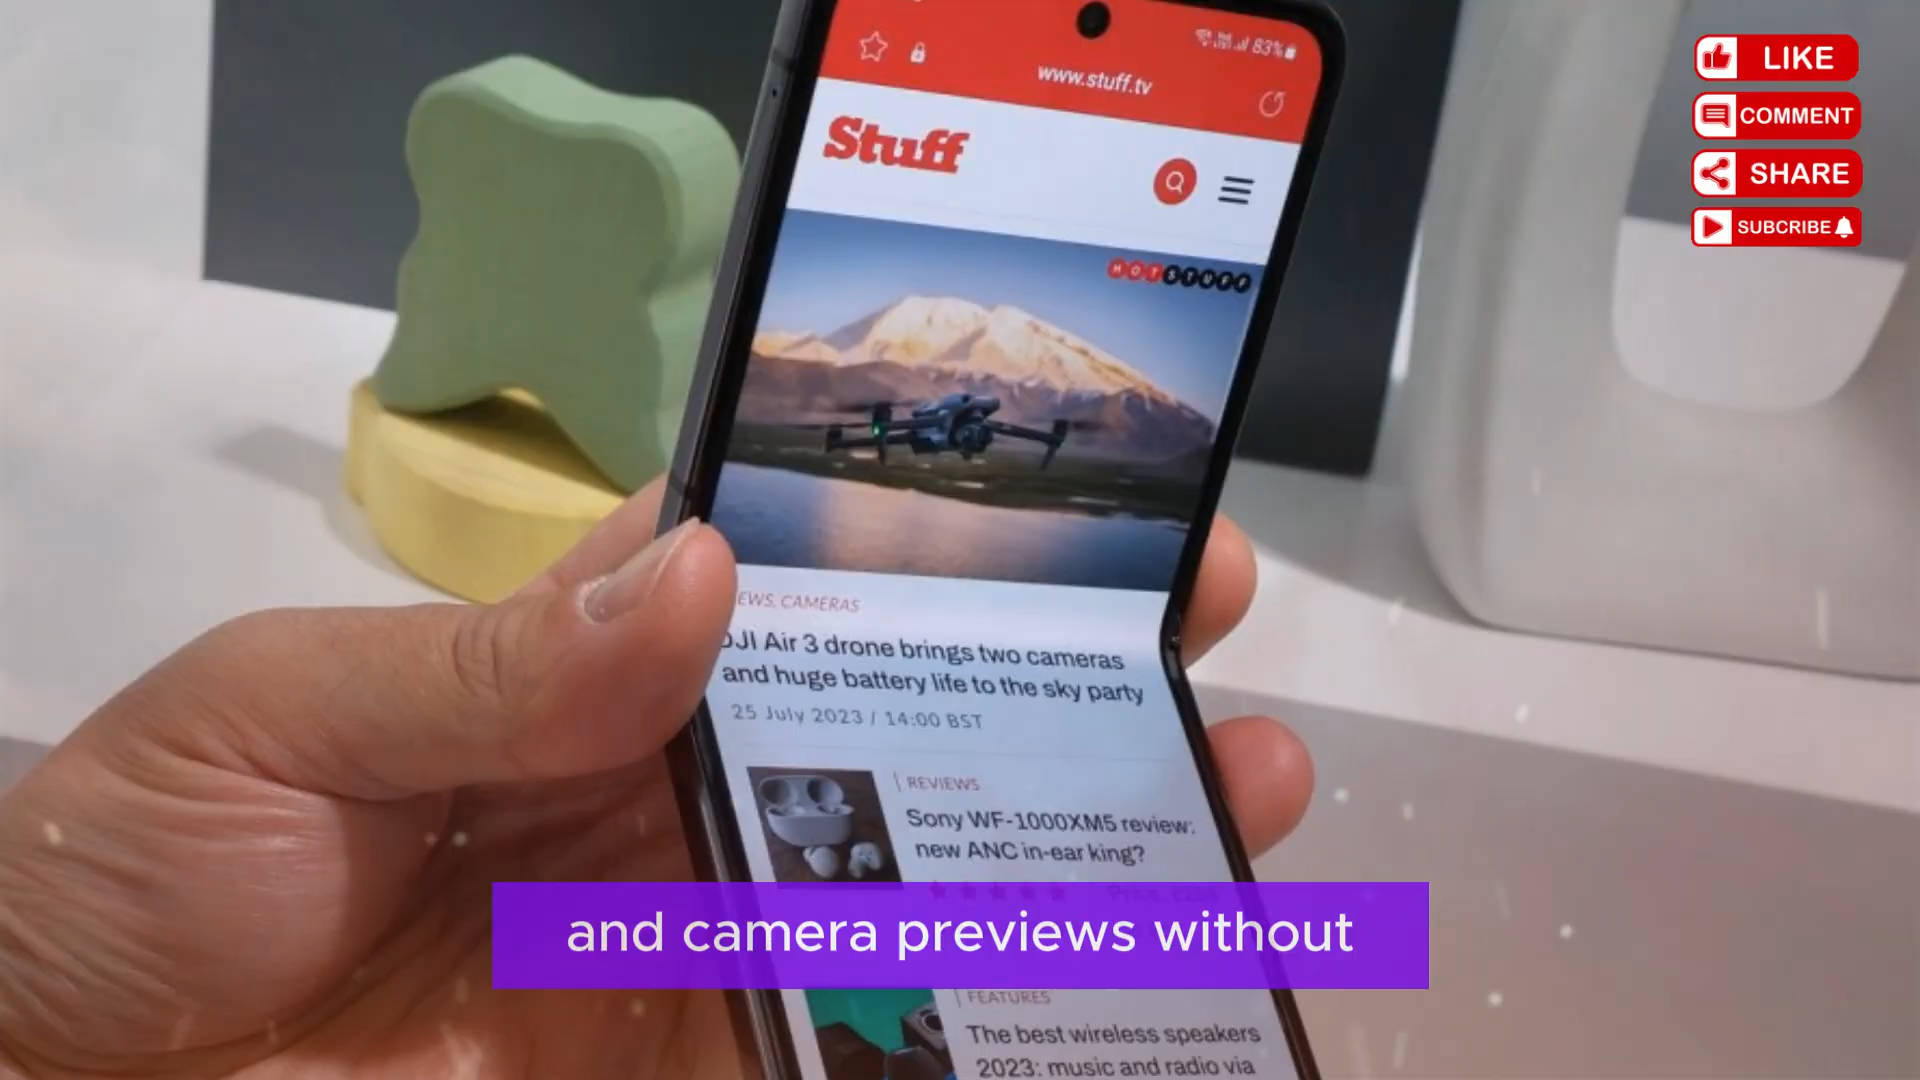 83%
www.stuff.tv
Stuff
HOTSTUFF
EWS, CAMERAS
DJI Air 3 drone brings two cameras
and huge battery life to the sky party
25 July 2023 / 14:00 BST
REVIEWS
Sony WF-1000XM5 review:
new ANC in-ear king?
FEATURES
The best wireless speakers
2023: music and radio via
LIKE
COMMENT
SHARE
SUBCRIBE
and camera previews without